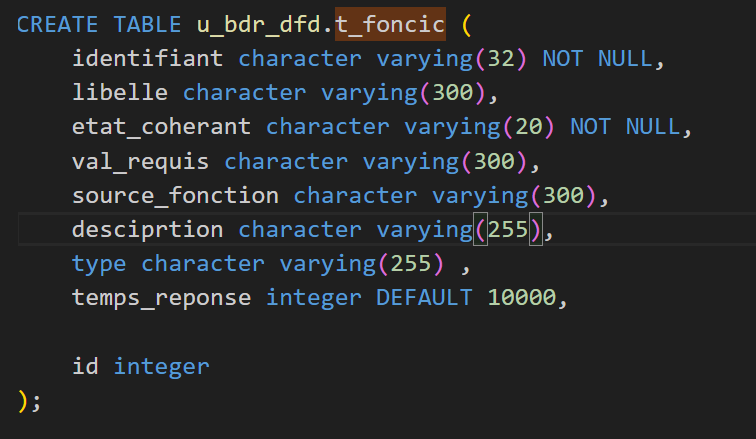 CREATE TABLE u_bdr_dfd.t_foncic (
identifiant character varying(32) NOT NULL,
libelle character varying(300),
etat_coherant character varying(20) NOT NULL,
val_requis character varying(300),
source_fonction character varying(300),
desciprtion character varying(255),
type character varying(255) ,
temps_reponse integer DEFAULT 10000,
id integer
);